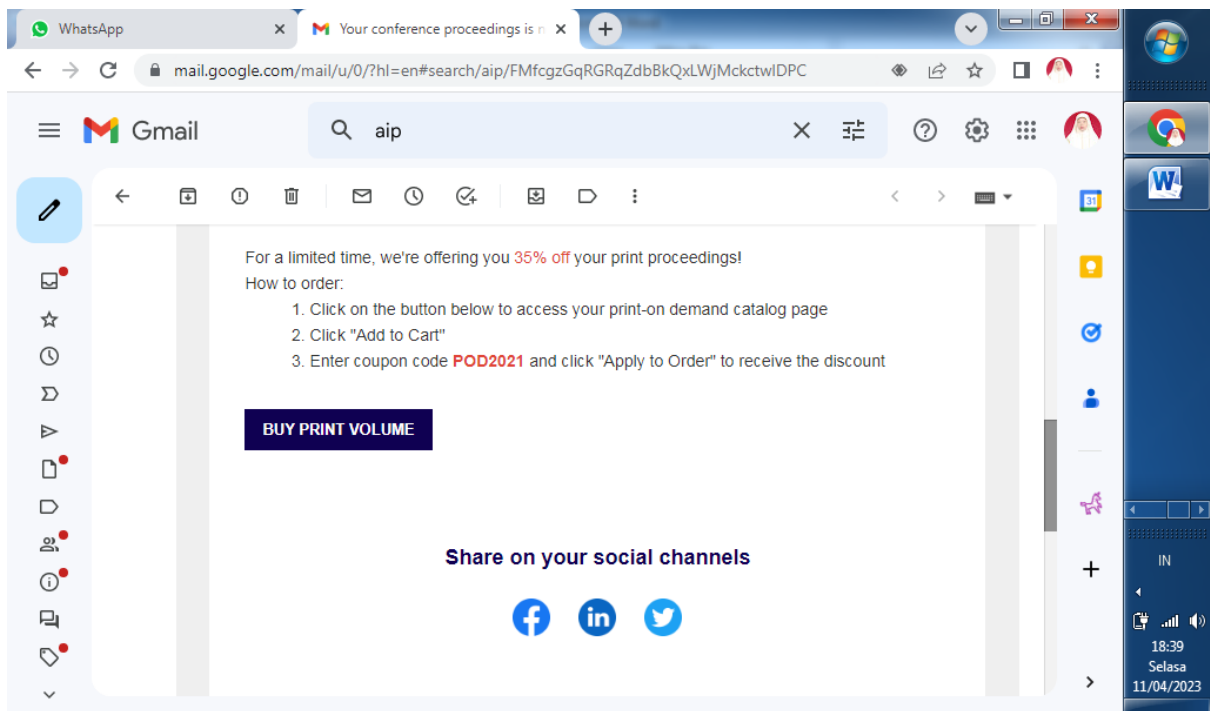 WhatsApp
Your conference proceedings is n
mail.google.com/mail/u/0/?hl=en#search/aip/FMfcgzGqRGRqZdbBkQxLWjMckctwIDPC
Gmail
aip
31
For a limited time, we're offering you 35% off your print proceedings!
How to order:
1. Click on the button below to access your print-on demand catalog page
2. Click "Add to Cart"
3. Enter coupon code POD2021 and click "Apply to Order" to receive the discount
BUY PRINT VOLUME
Share on your social channels
f in
W
IN
18:39
Selasa
11/04/2023